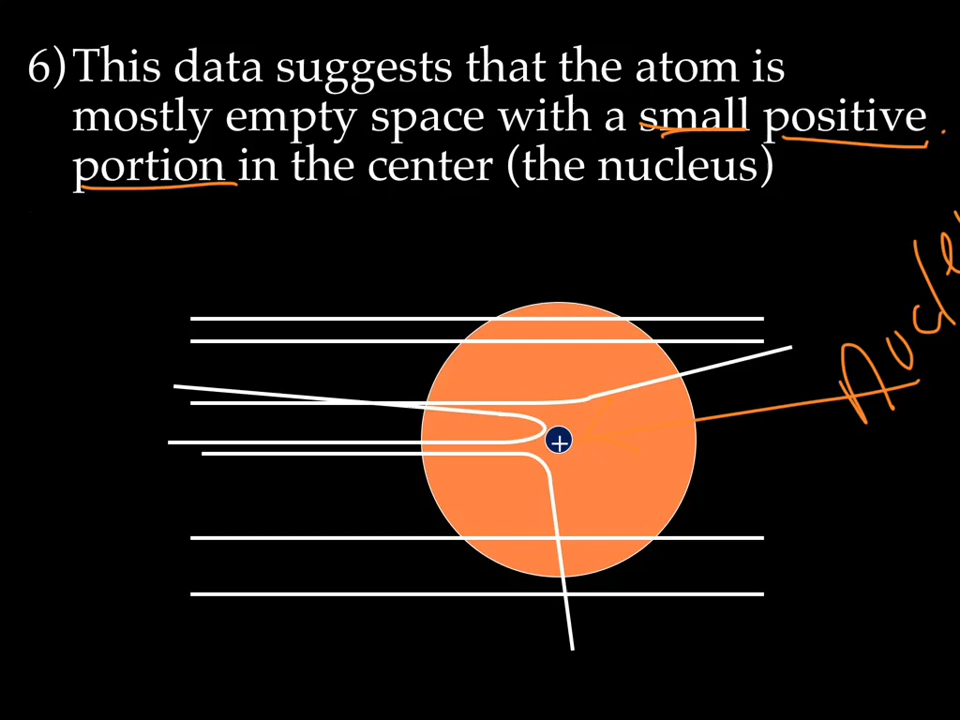 6) This data suggests that the atom is
mostly empty space with a small positive
portion in the center (the nucleus)
+